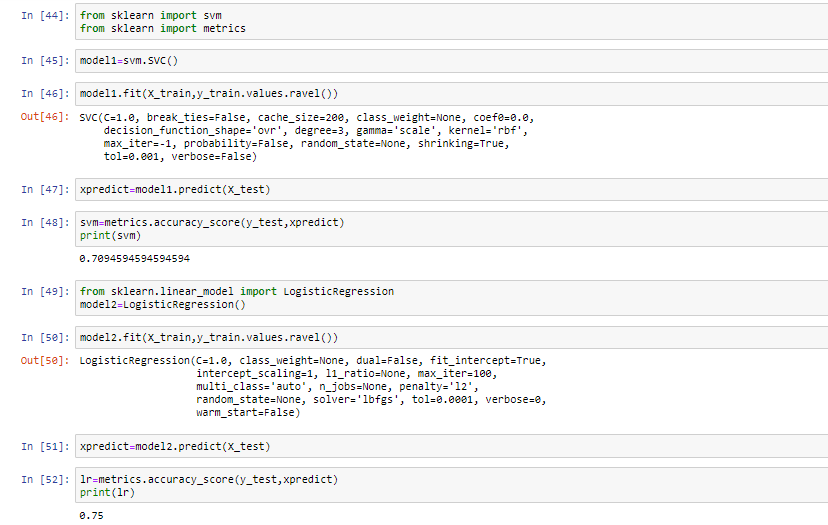 In [44]: from sklearn import svm
from sklearn import metrics
In [45]: model1=svm.SVC()
In [46]: model1.fit(X_train,y_train.values.ravel())
Out[46]: SVC(C=1.0, break_ties=False, cache_size=200, class_weight=None, coef0=0.0,
decision_function_shape='ovr', degree=3, gamma='scale', kernel='rbf',
max_iter=-1, probability=False, random_state=None, shrinking=True,
tol=0.001, verbose=False)
In [47]: xpredict=model1.predict(X_test)
In [48]: svm=metrics.accuracy_score(y_test,xpredict)
print(svm)
0.7094594594594594
In [49]: from sklearn.linear_model import LogisticRegression
model2=LogisticRegression()
In [50]: model2.fit(X_train,y_train.values.ravel())
Out[50]: LogisticRegression(C=1.0, class_weight=None, dual=False, fit_intercept=True,
intercept_scaling=1, l1_ratio=None, max_iter=100,
multi_class='auto', n_jobs=None, penalty='l2',
random_state=None, solver='lbfgs', tol=0.0001, verbose=0,
warm_start=False)
In [51]: xpredict=model2.predict(X_test)
In [52]: lr=metrics.accuracy_score(y_test,xpredict)
print(lr)
0.75